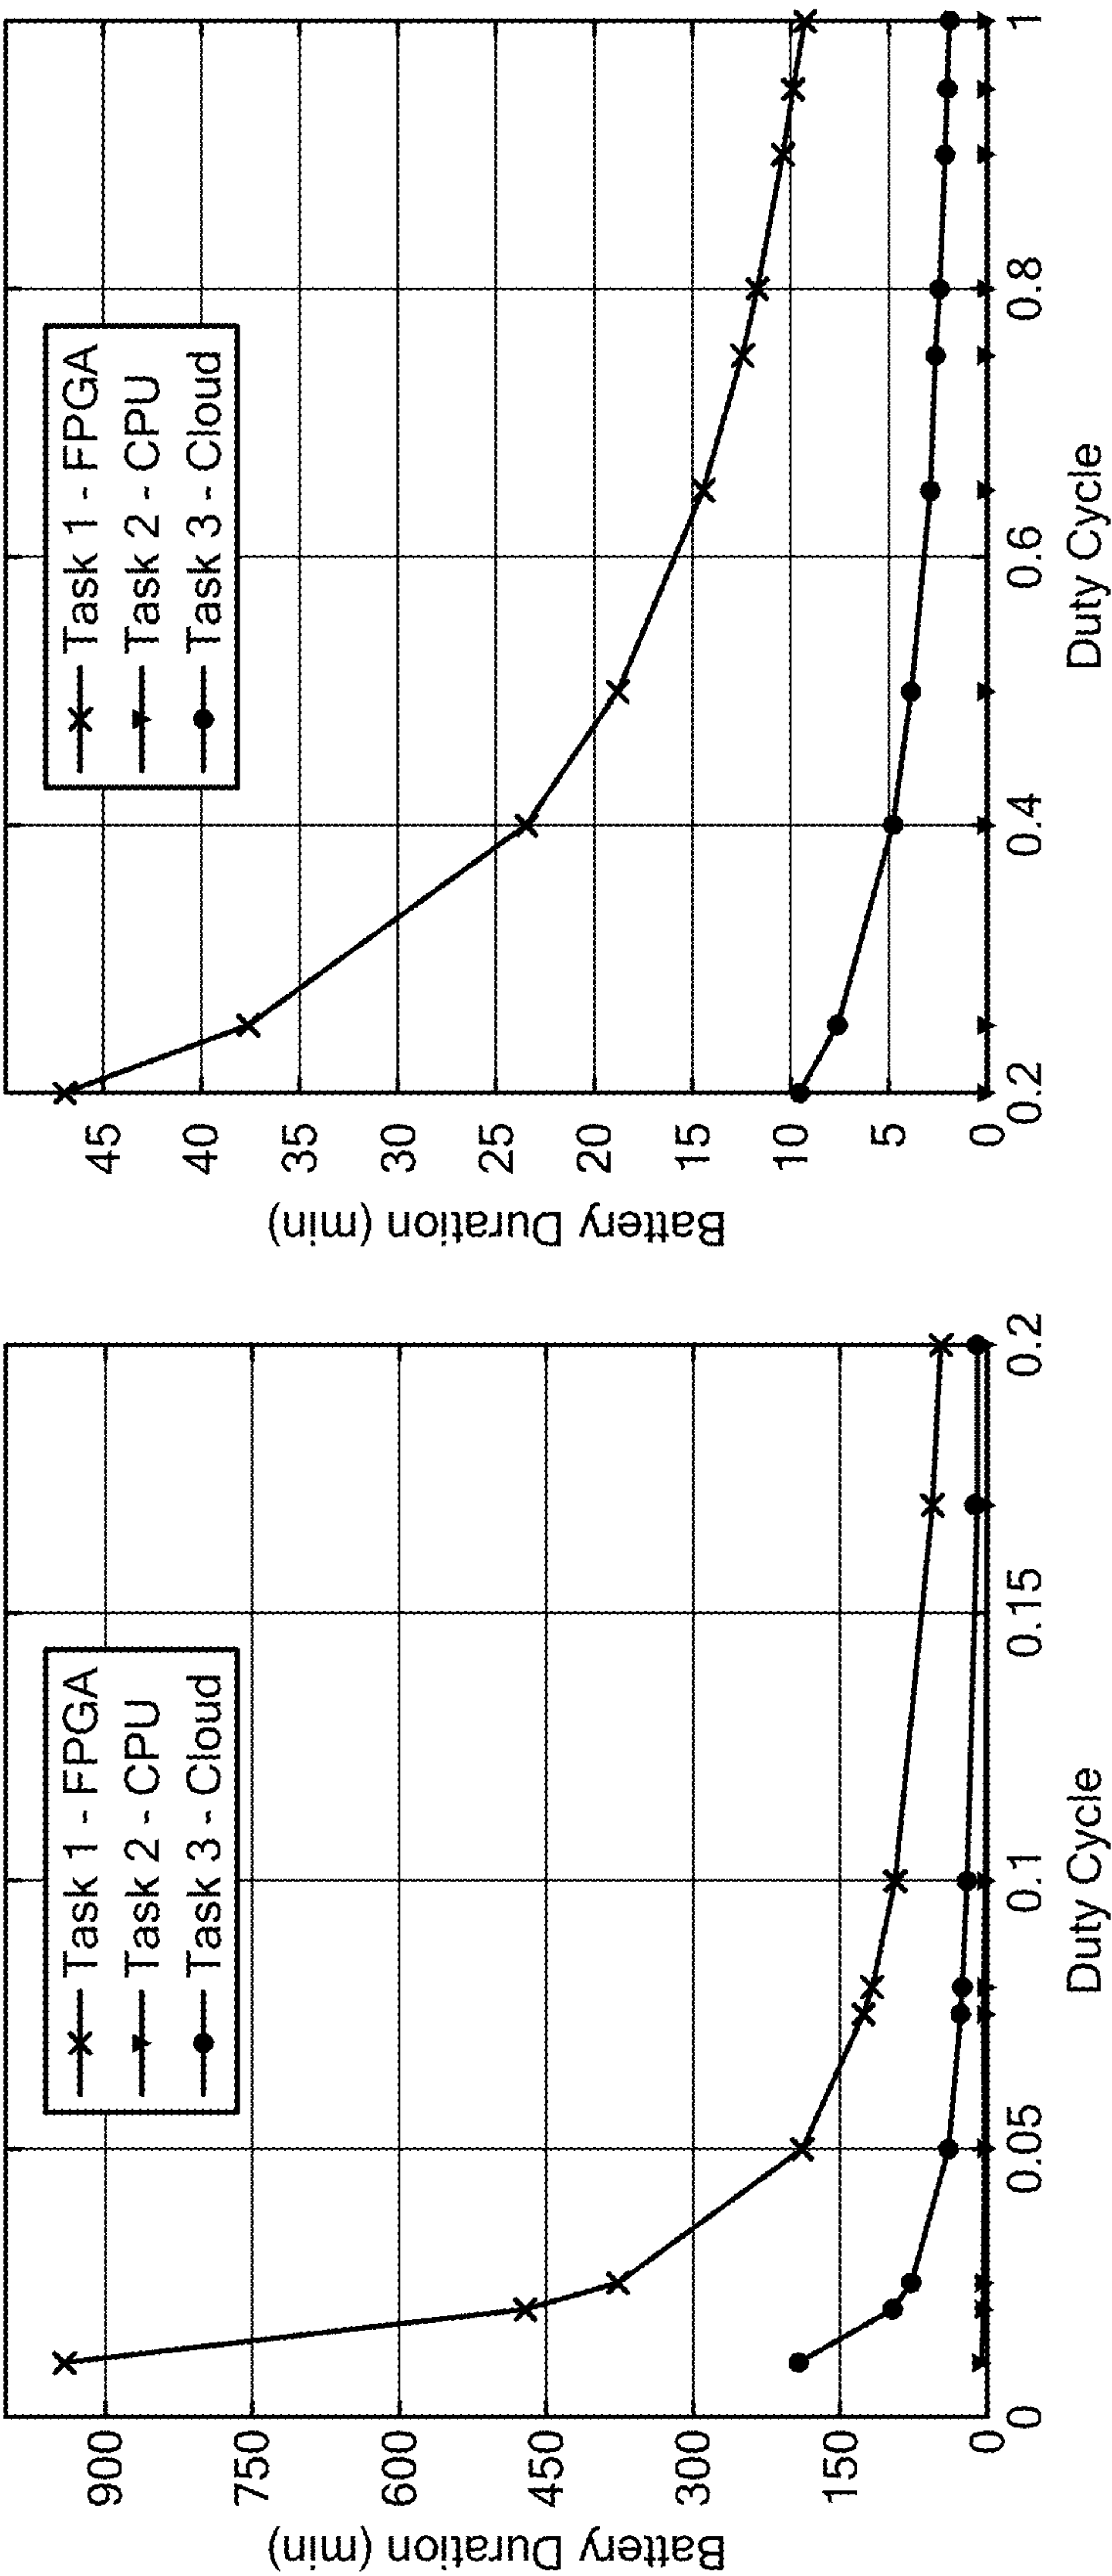 Battery Duration (min)
900
750
600
450
300
150
0
0
0.05
0.1
0.15
0.2
Duty Cycle
Task 1 - FPGA
Task 2 - CPU
Task 3 - Cloud
Battery Duration (min)
45
40
35
30
25
20
15
10
5
0
0.2
0.4
0.6
0.8
1
Duty Cycle
Task 1 - FPGA
Task 2 - CPU
Task 3 - Cloud